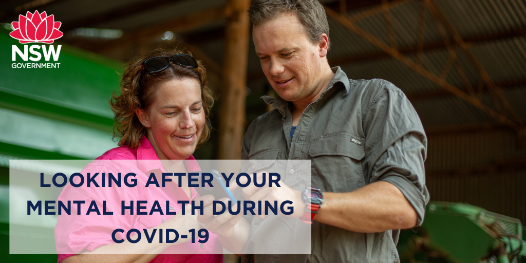 NSW
GOVERNMENT
LOOKING AFTER YOUR
MENTAL HEALTH DURING
COVID-19